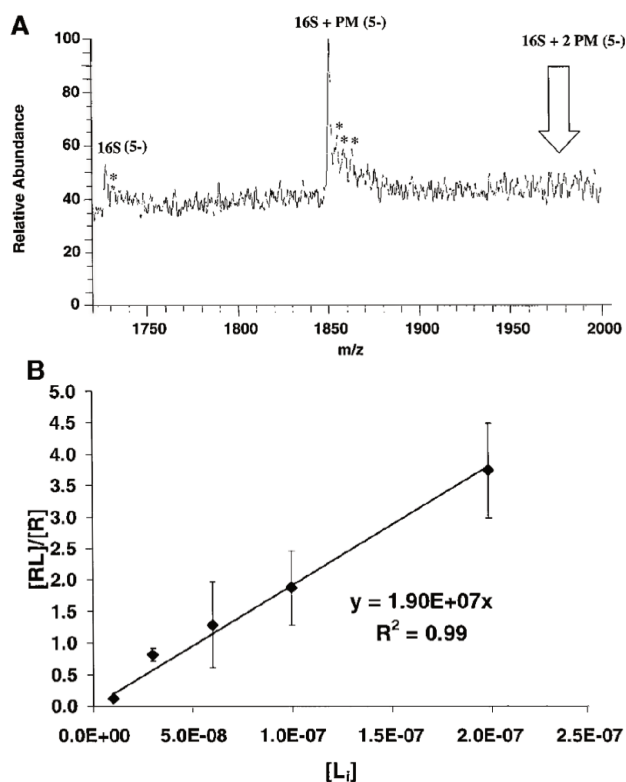 A
16S + PM (5-)
16S + 2 PM (5-)
16S (5-)
*
*
*
*
Relative Abundance
100
80
60
40
20
0
1750
1800
1850
1900
1950
2000
m/z
B
[RL]/[R]
5.0
4.5
4.0
3.5
3.0
2.5
2.0
1.5
1.0
0.5
0.0
y = 1.90E+07x
R² = 0.99
0.0E+00
5.0E-08
1.0E-07
1.5E-07
2.0E-07
2.5E-07
[Li]